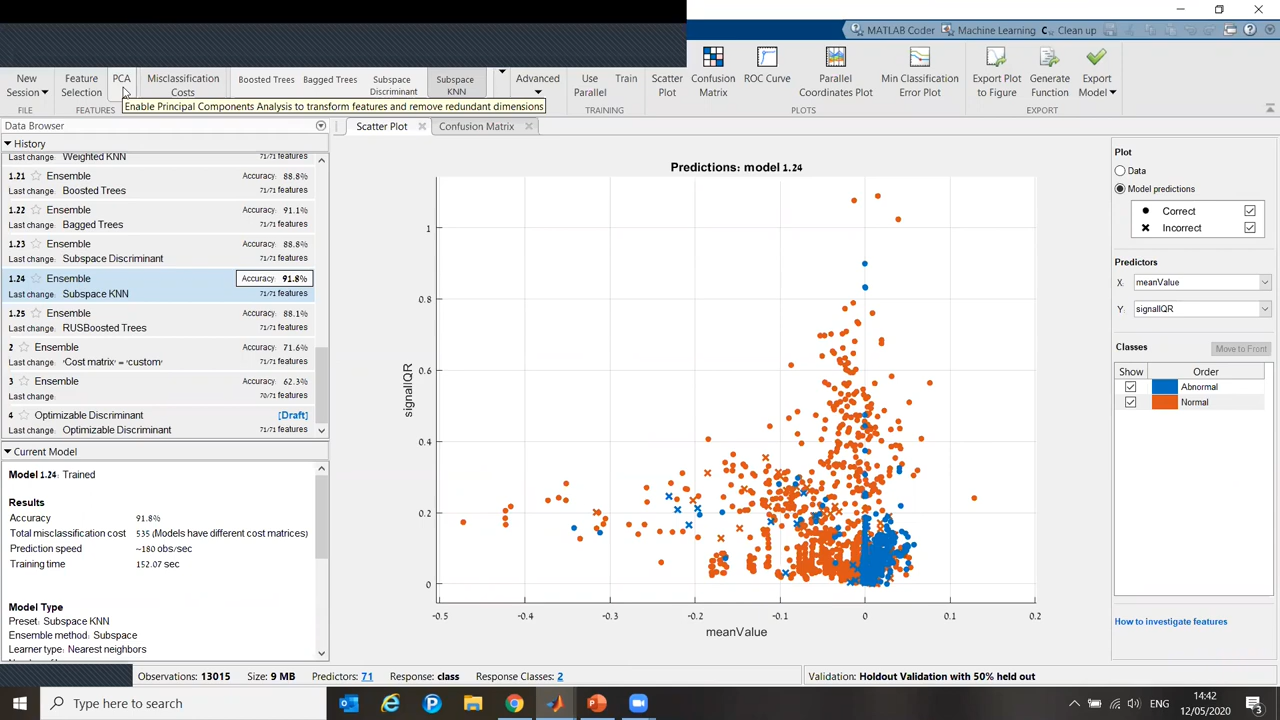 MATLAB Coder
Machine Learning
Clean up
New Session
Feature Selection
PCA
Misclassification Costs
Boosted Trees
Bagged Trees
Subspace Discriminant
Subspace KNN
Advanced
Use Parallel
Train
Scatter Plot
Confusion Matrix
ROC Curve
Parallel Coordinates Plot
Min Classification Error Plot
Export Plot to Figure
Generate Function
Export Model
Enable Principal Components Analysis to transform features and remove redundant dimensions
FILE
FEATURES
TRAINING
PLOTS
EXPORT
Data Browser
Scatter Plot
Confusion Matrix
History
Weighted KNN
Last change: 71/71 features
1.21 Ensemble Accuracy: 88.8%
Last change: Boosted Trees 71/71 features
1.22 Ensemble Accuracy: 91.1%
Last change: Bagged Trees 71/71 features
1.23 Ensemble Accuracy: 88.8%
Last change: Subspace Discriminant 71/71 features
1.24 Ensemble Accuracy: 91.8%
Last change: Subspace KNN 71/71 features
1.25 Ensemble Accuracy: 88.1%
Last change: RUSBoosted Trees 71/71 features
2 Ensemble Accuracy: 71.6%
Last change: 'Cost matrix' = 'custom' 71/71 features
3 Ensemble Accuracy: 62.3%
Last change: 70/71 features
4 Optimizable Discriminant [Draft]
Last change: Optimizable Discriminant 71/71 features
Current Model
Model 1.24: Trained
Results
Accuracy 91.8%
Total misclassification cost 535 (Models have different cost matrices)
Prediction speed ~180 obs/sec
Training time 152.07 sec
Model Type
Preset: Subspace KNN
Ensemble method: Subspace
Learner type: Nearest neighbors
Predictions: model 1.24
signalIQR
1
0.8
0.6
0.4
0.2
0
-0.5 -0.4 -0.3 -0.2 -0.1 0 0.1 0.2
meanValue
Plot
Data
Model predictions
Correct
Incorrect
Predictors
X: meanValue
Y: signalIQR
Classes
Move to Front
Show Order
Abnormal
Normal
How to investigate features
Observations: 13015 Size: 9 MB Predictors: 71 Response: class Response Classes: 2 Validation: Holdout Validation with 50% held out
Type here to search
ENG
14:42
12/05/2020
3